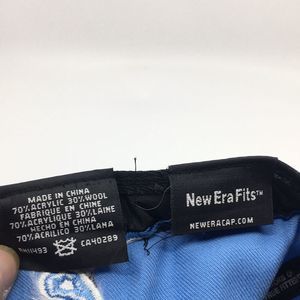 MADE IN CHINA
70% ACRYLIC 30% WOOL
FABRIQUE EN CHINE
70% ACRYLIQUE 30% LAINE
HECHO EN CHINA
70% ACRILICO 30% LANA
CA40289
New Era Fits™
NEWERACAP.COM